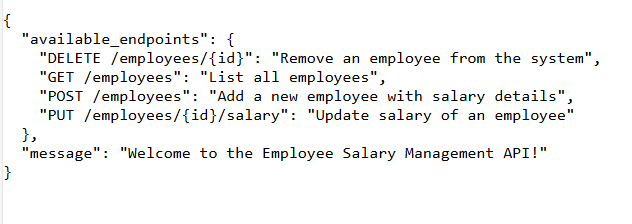 {
"available_endpoints": {
"DELETE /employees/{id}": "Remove an employee from the system",
"GET /employees": "List all employees",
"POST /employees": "Add a new employee with salary details",
"PUT /employees/{id}/salary": "Update salary of an employee"
},
"message": "Welcome to the Employee Salary Management API!"
}